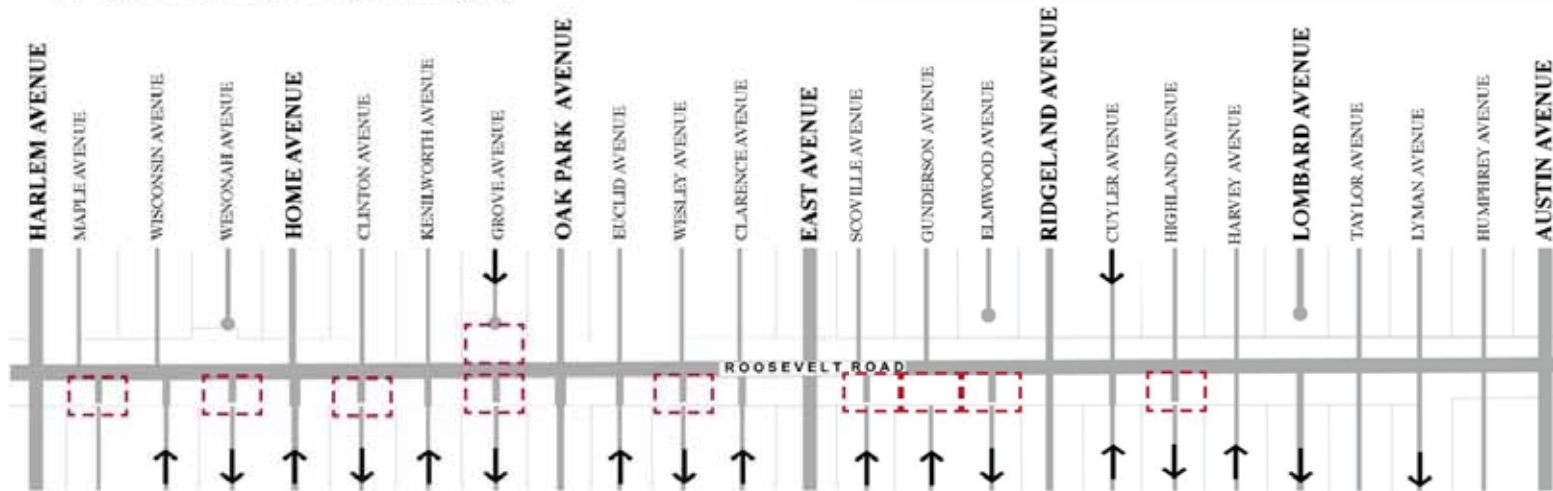 HARLEM AVENUE
MAPLE AVENUE
WISCONSIN AVENUE
WENONAH AVENUE
HOME AVENUE
CLINTON AVENUE
KENILWORTH AVENUE
GROVE AVENUE
OAK PARK AVENUE
EUCLID AVENUE
WESLEY AVENUE
CLARENCE AVENUE
EAST AVENUE
SCOVILLE AVENUE
GUNDERSON AVENUE
ELMWOOD AVENUE
RIDGELAND AVENUE
CUYLER AVENUE
HIGHLAND AVENUE
HARVEY AVENUE
LOMBARD AVENUE
TAYLOR AVENUE
LYMAN AVENUE
HUMPHREY AVENUE
AUSTIN AVENUE
ROOSEVELT ROAD